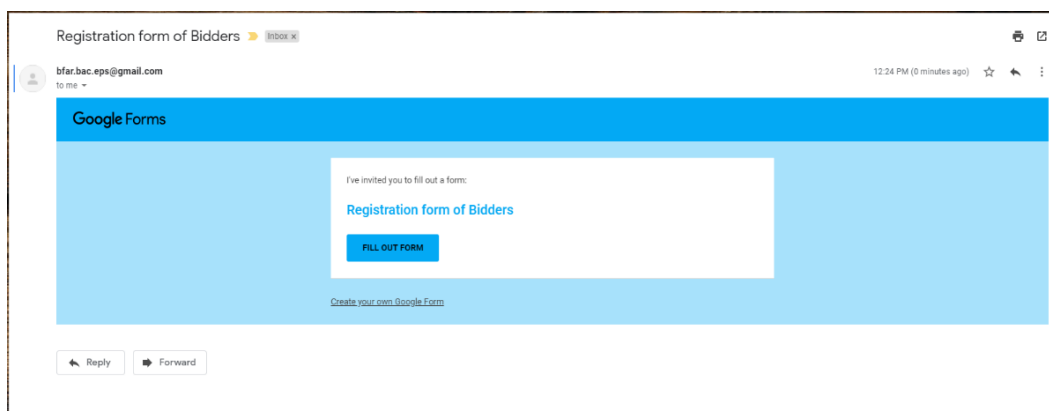 Registration form of Bidders Inbox x
bfar.bac.eps@gmail.com 12:24 PM (0 minutes ago)
to me
Google Forms
I've invited you to fill out a form:
Registration form of Bidders
FILL OUT FORM
Create your own Google Form
Reply Forward